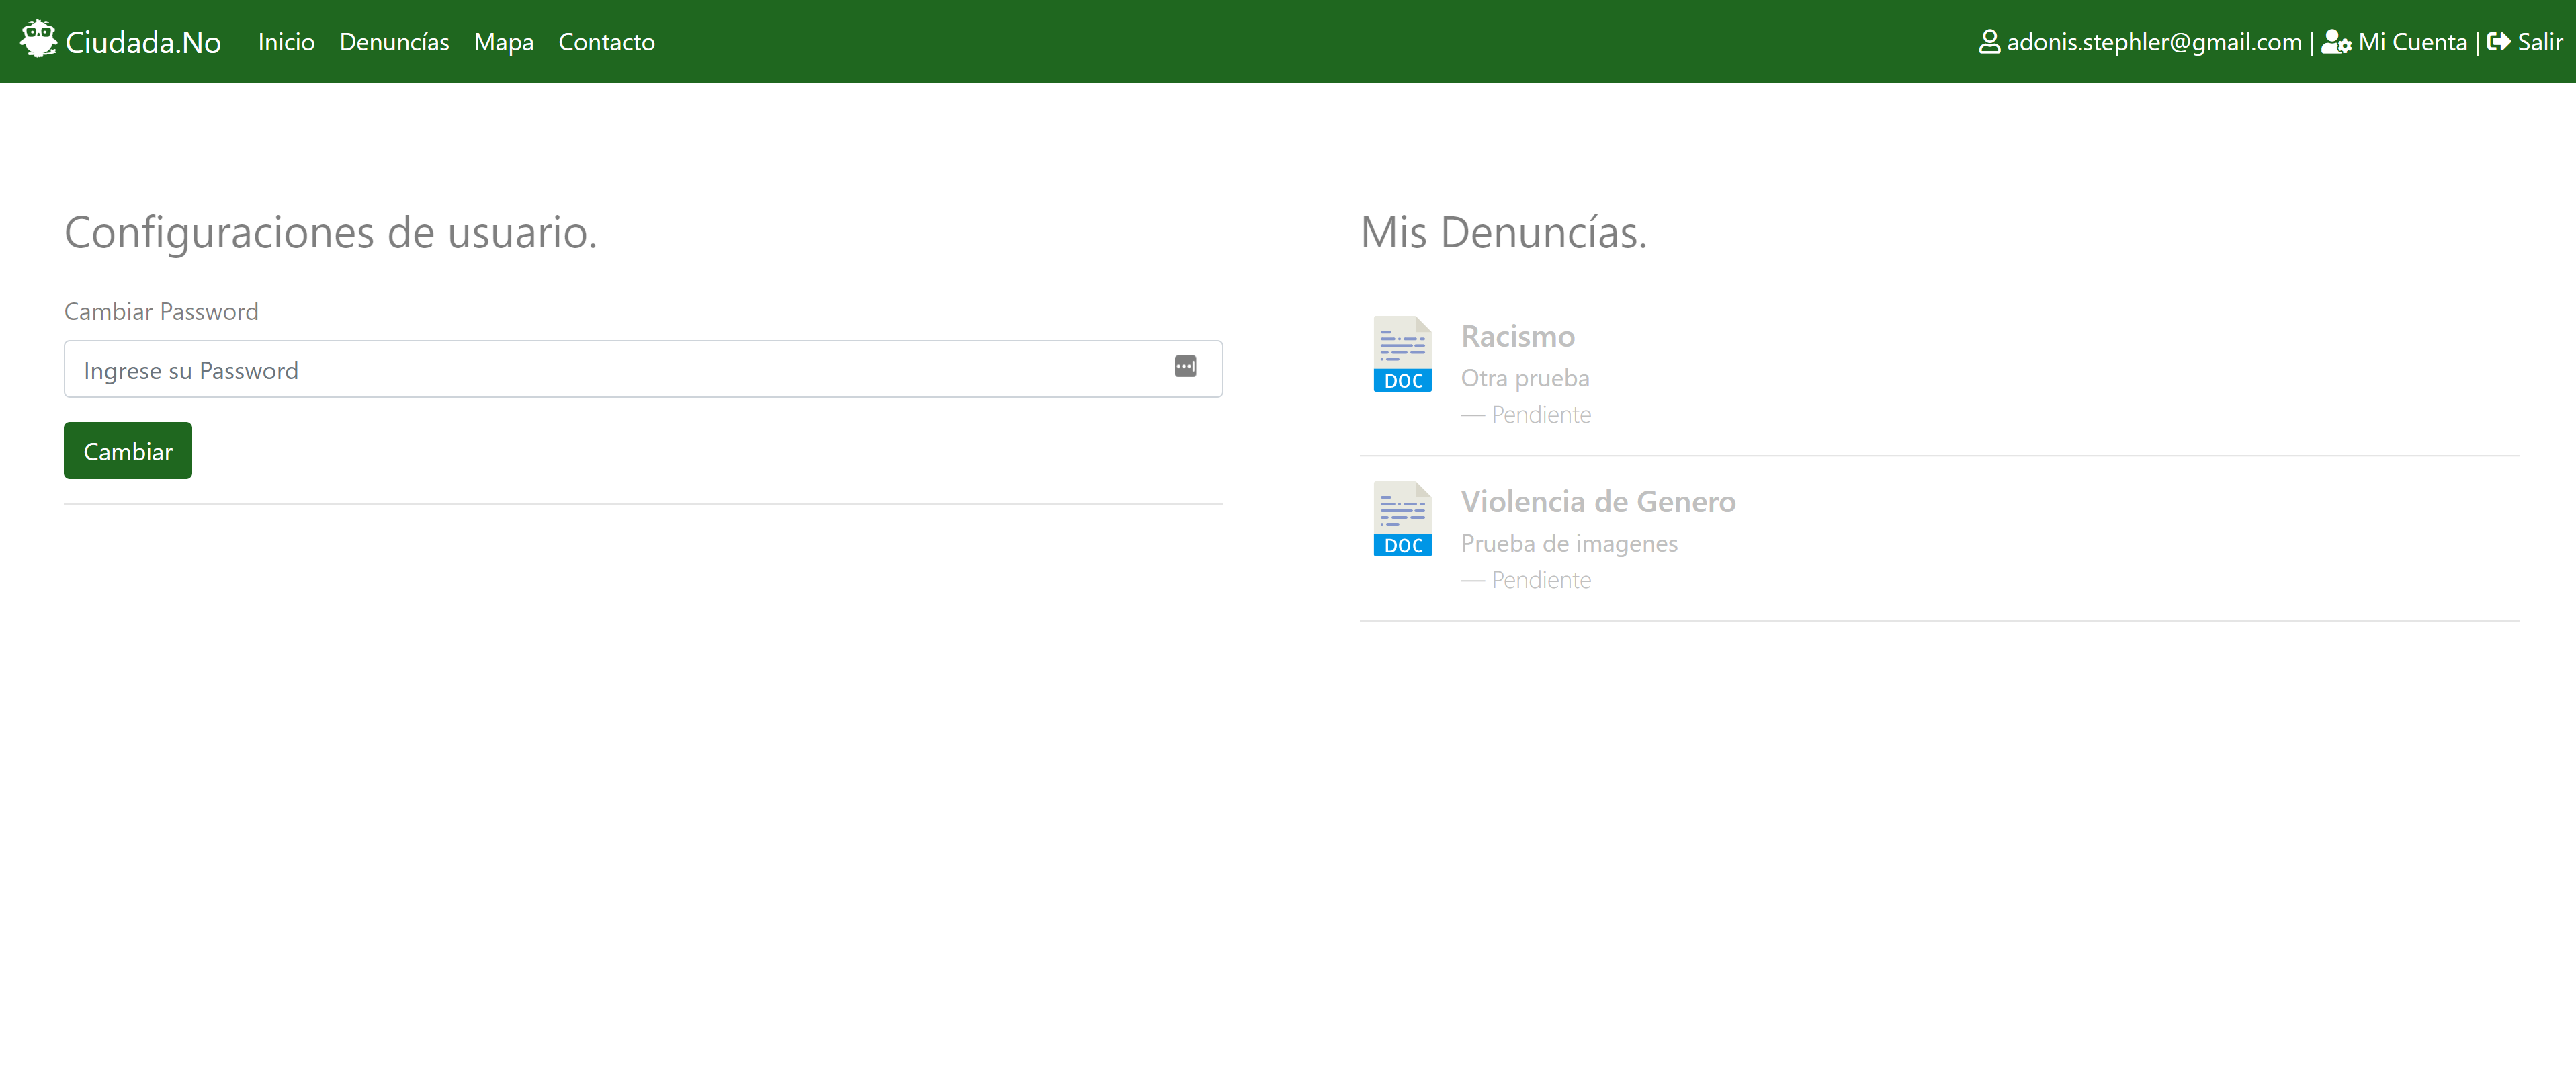 Ciudada.No Inicio Denuncías Mapa Contacto adonis.stephler@gmail.com | Mi Cuenta | Salir
Configuraciones de usuario.
Cambiar Password
Ingrese su Password
Cambiar
Mis Denuncías.
DOC
Racismo
Otra prueba
— Pendiente
DOC
Violencia de Genero
Prueba de imagenes
— Pendiente